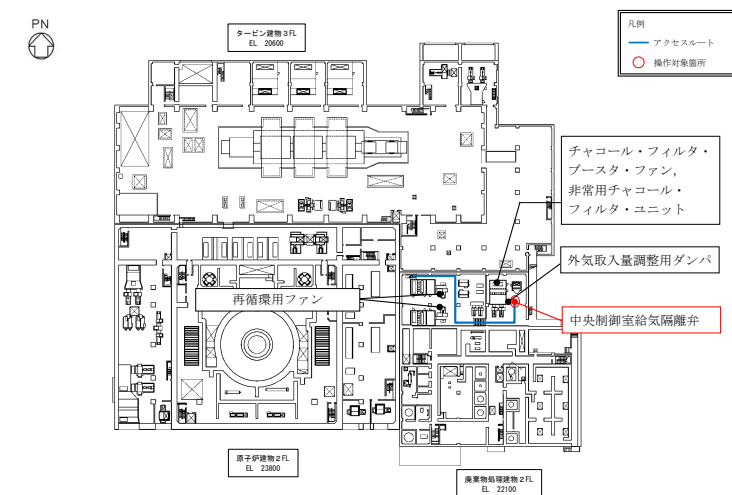 PN
タービン建物3FL
EL 20600
凡例
アクセスルート
操作対象箇所
チャコール・フィルタ・
ブースタ・ファン,
非常用チャコール・
フィルタ・ユニット
外気取入量調整用ダンパ
再循環用ファン
中央制御室給気隔離弁
原子炉建物2FL
EL 23800
廃棄物処理建物2FL
EL 22100